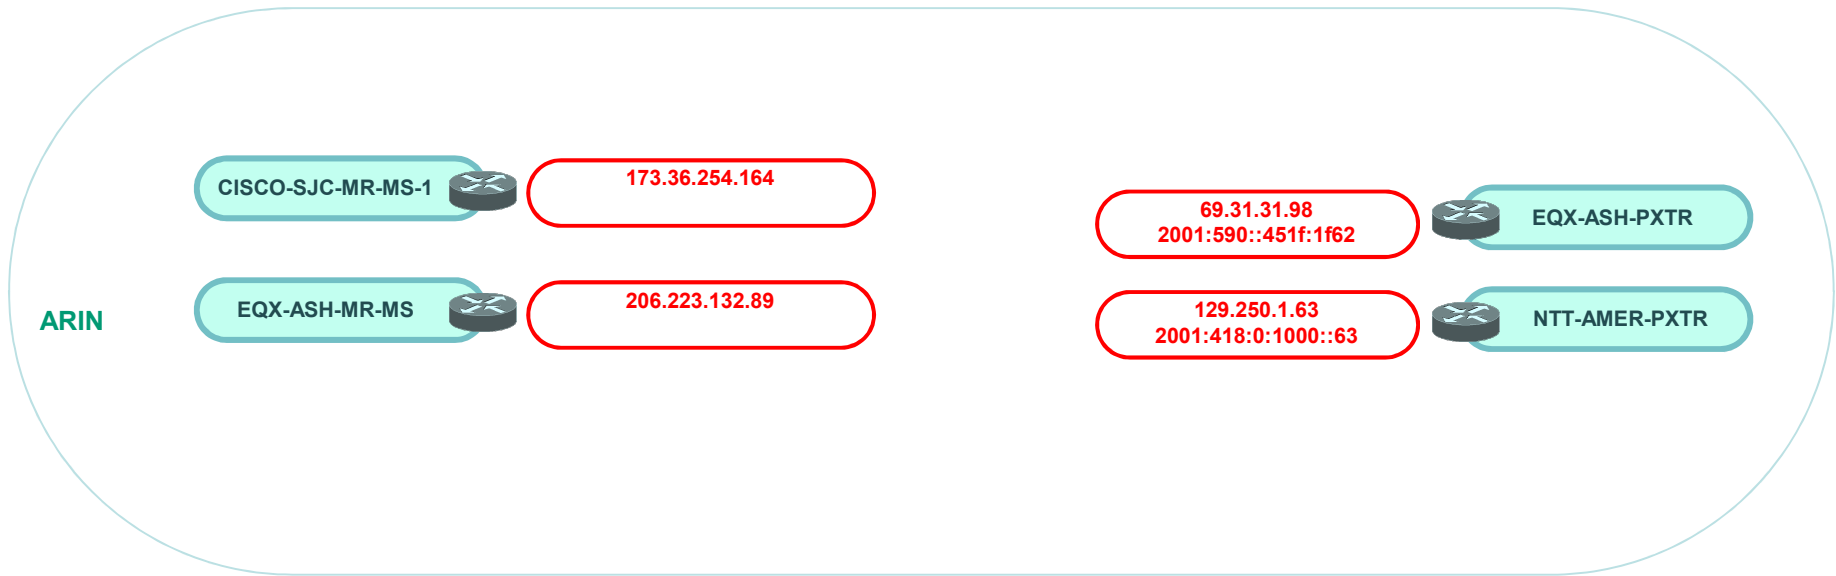 CISCO-SJC-MR-MS-1
173.36.254.164
69.31.31.98
2001:590::451f:1f62
EQX-ASH-PXTR
ARIN
EQX-ASH-MR-MS
206.223.132.89
129.250.1.63
2001:418:0:1000::63
NTT-AMER-PXTR